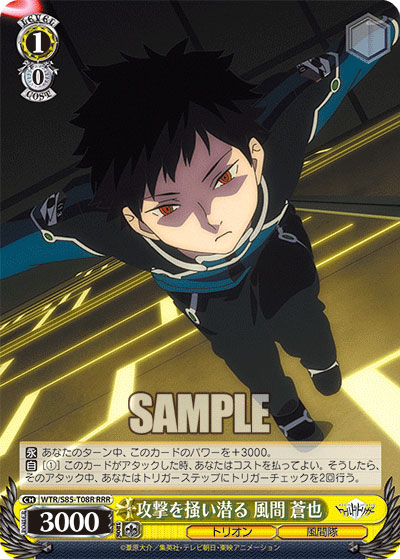 LEVEL
1
0
COST
SAMPLE
永 あなたのターン中、このカードのパワーを＋3000。
自 [①] このカードがアタックした時、あなたはコストを払ってよい。そうしたら、
そのアタック中、あなたはトリガーステップにトリガーチェックを2回行う。
CH WTR/S85-T08R RRR
攻撃を掻い潜る 風間 蒼也
POWER
3000
SOUL
トリオン
風間隊
©葦原大介／集英社・テレビ朝日・東映アニメーション